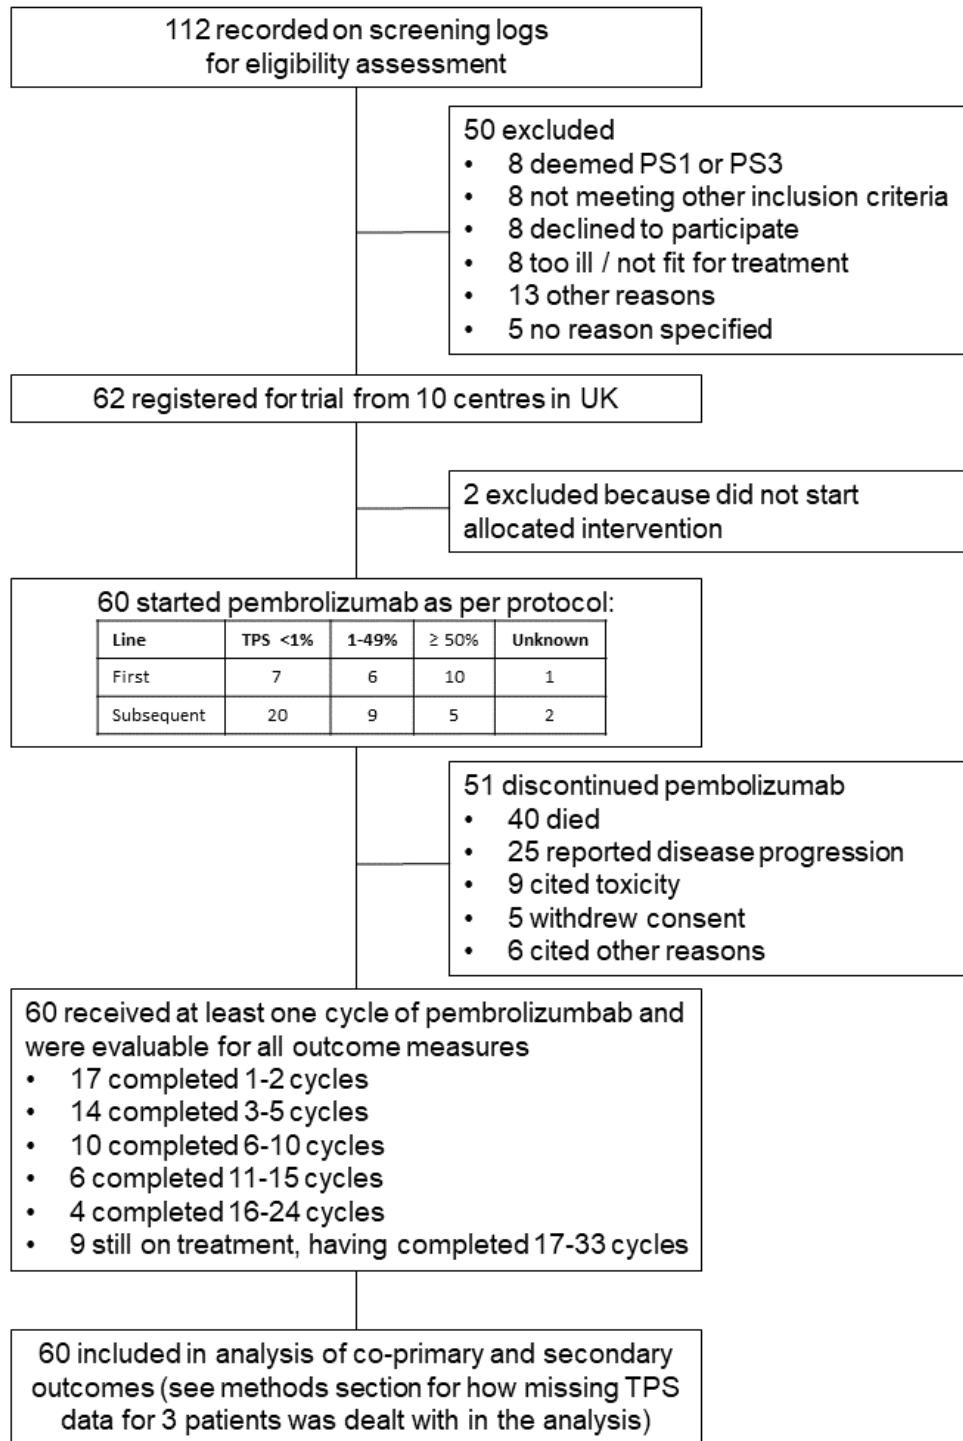 112 recorded on screening logs
for eligibility assessment
50 excluded
• 8 deemed PS1 or PS3
• 8 not meeting other inclusion criteria
• 8 declined to participate
• 8 too ill / not fit for treatment
• 13 other reasons
• 5 no reason specified
62 registered for trial from 10 centres in UK
2 excluded because did not start
allocated intervention
60 started pembrolizumab as per protocol:
Line TPS <1% 1-49% ≥ 50% Unknown
First 7 6 10 1
Subsequent 20 9 5 2
51 discontinued pembolizumab
• 40 died
• 25 reported disease progression
• 9 cited toxicity
• 5 withdrew consent
• 6 cited other reasons
60 received at least one cycle of pembrolizumbab and
were evaluable for all outcome measures
• 17 completed 1-2 cycles
• 14 completed 3-5 cycles
• 10 completed 6-10 cycles
• 6 completed 11-15 cycles
• 4 completed 16-24 cycles
• 9 still on treatment, having completed 17-33 cycles
60 included in analysis of co-primary and secondary
outcomes (see methods section for how missing TPS
data for 3 patients was dealt with in the analysis)